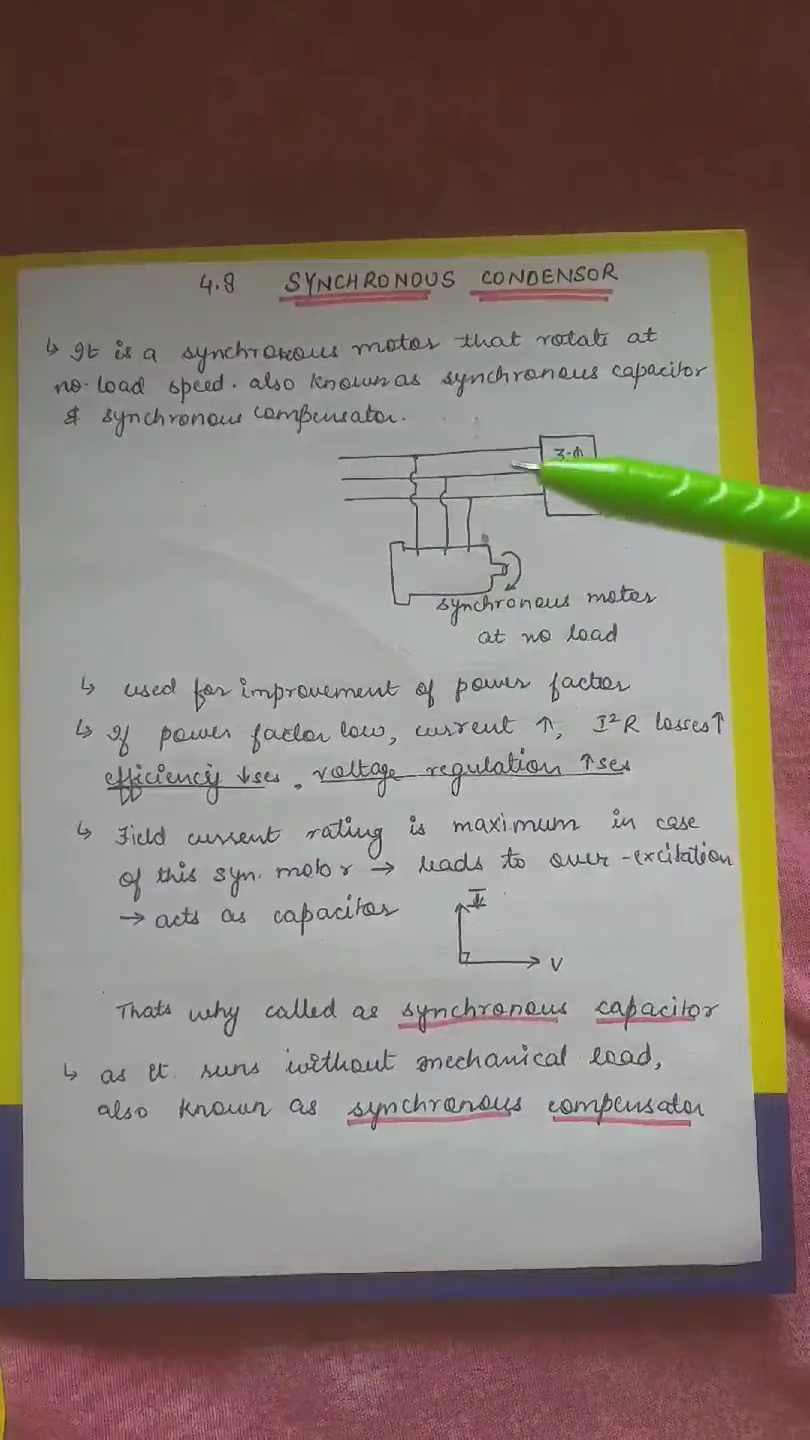 4.8 SYNCHRONOUS CONDENSOR
↳ It is a synchronous motor that rotate at
no-load speed. also known as synchronous capacitor
& synchronous compensator.
3-Φ
synchronous motor
at no load
↳ used for improvement of power factor
↳ If power factor low, current ↑, I²R losses↑
efficiency ↓ses, voltage regulation ↑ses
↳ Field current rating is maximum in case
of this syn. motor → leads to over-excitation
→ acts as capacitor
I
V
Thats why called as synchronous capacitor
↳ as it runs without mechanical load,
also known as synchronous compensator